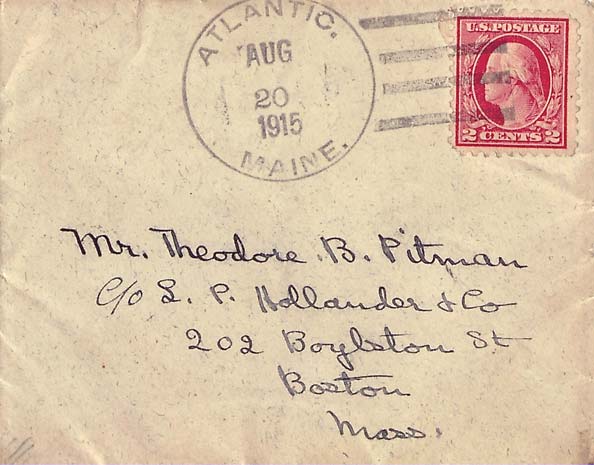 ATLANTIC.
AUG
20
1915
MAINE.
U.S. POSTAGE
2 CENTS 2
Mr. Theodore B. Pitman
c/o L. P. Hollander & Co
202 Boylston St
Boston
Mass.